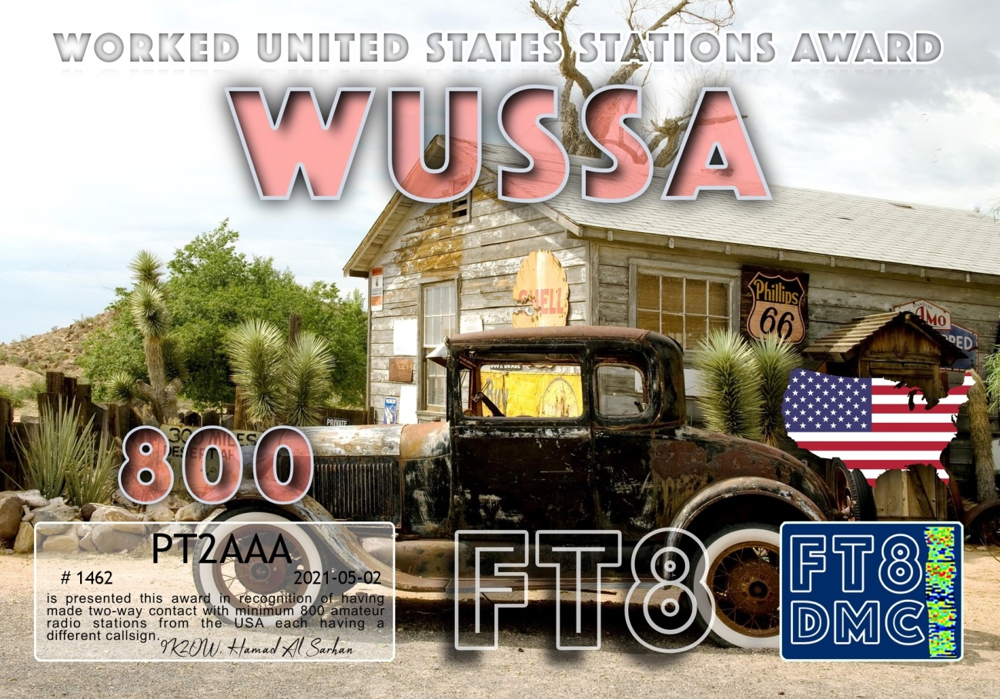 WORKED UNITED STATES STATIONS AWARD
WUSSA
SHELL
Phillips
66
PRIVATE
300 MILES
800
PT2AAA
# 1462 2021-05-02
is presented this award in recognition of having
made two-way contact with minimum 800 amateur
radio stations from the USA each having a
different callsign.
9K2OW. Hamad Al Sarhan
FT8
FT8
DMC